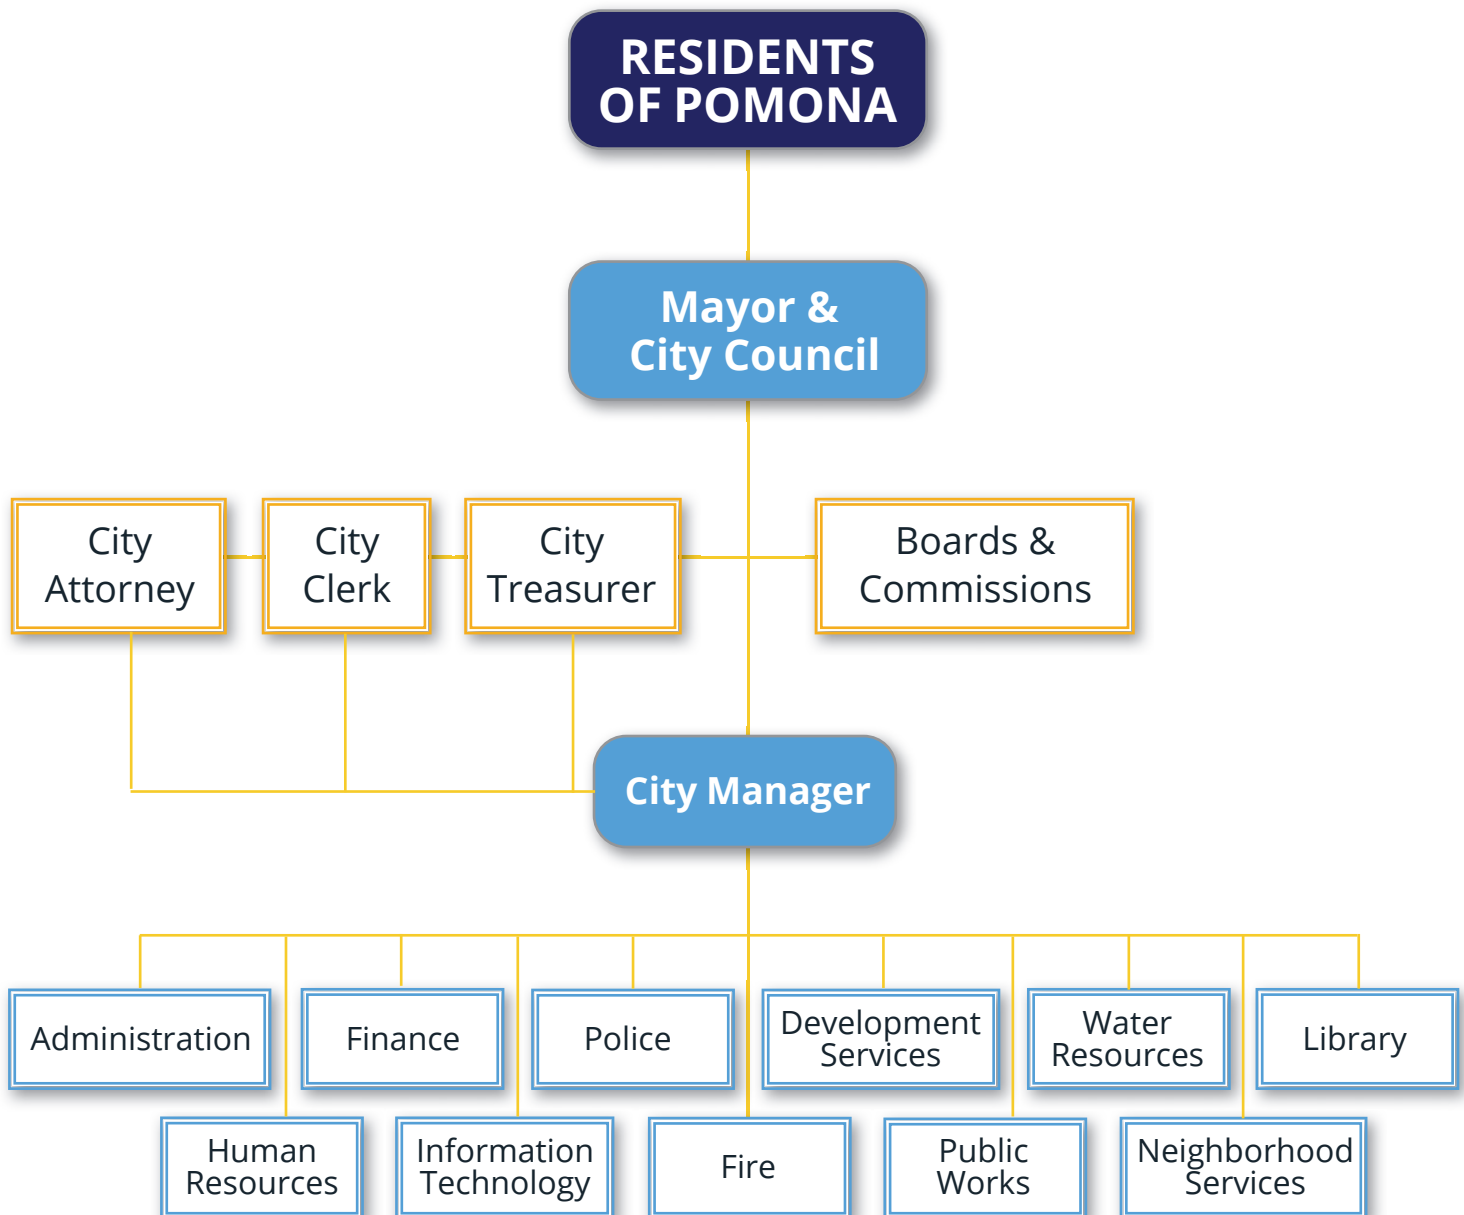 RESIDENTS
OF POMONA
Mayor &
City Council
City
Attorney
City
Clerk
City
Treasurer
Boards &
Commissions
City Manager
Administration
Finance
Police
Development
Services
Water
Resources
Library
Human
Resources
Information
Technology
Fire
Public
Works
Neighborhood
Services